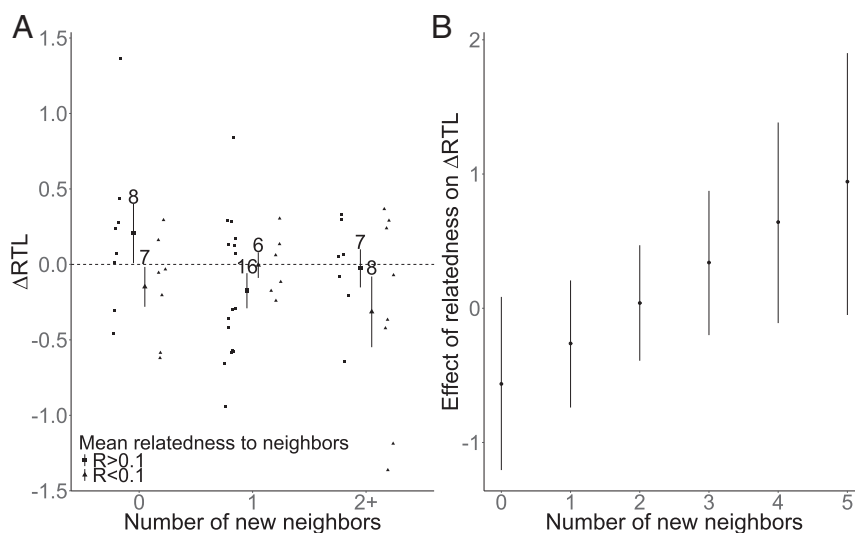 A
ΔRTL
1.5
1.0
0.5
0.0
-0.5
-1.0
-1.5
8
7
16
6
7
8
Mean relatedness to neighbors
R>0.1
R<0.1
0 1 2+
Number of new neighbors
B
Effect of relatedness on ΔRTL
2
1
0
-1
0 1 2 3 4 5
Number of new neighbors